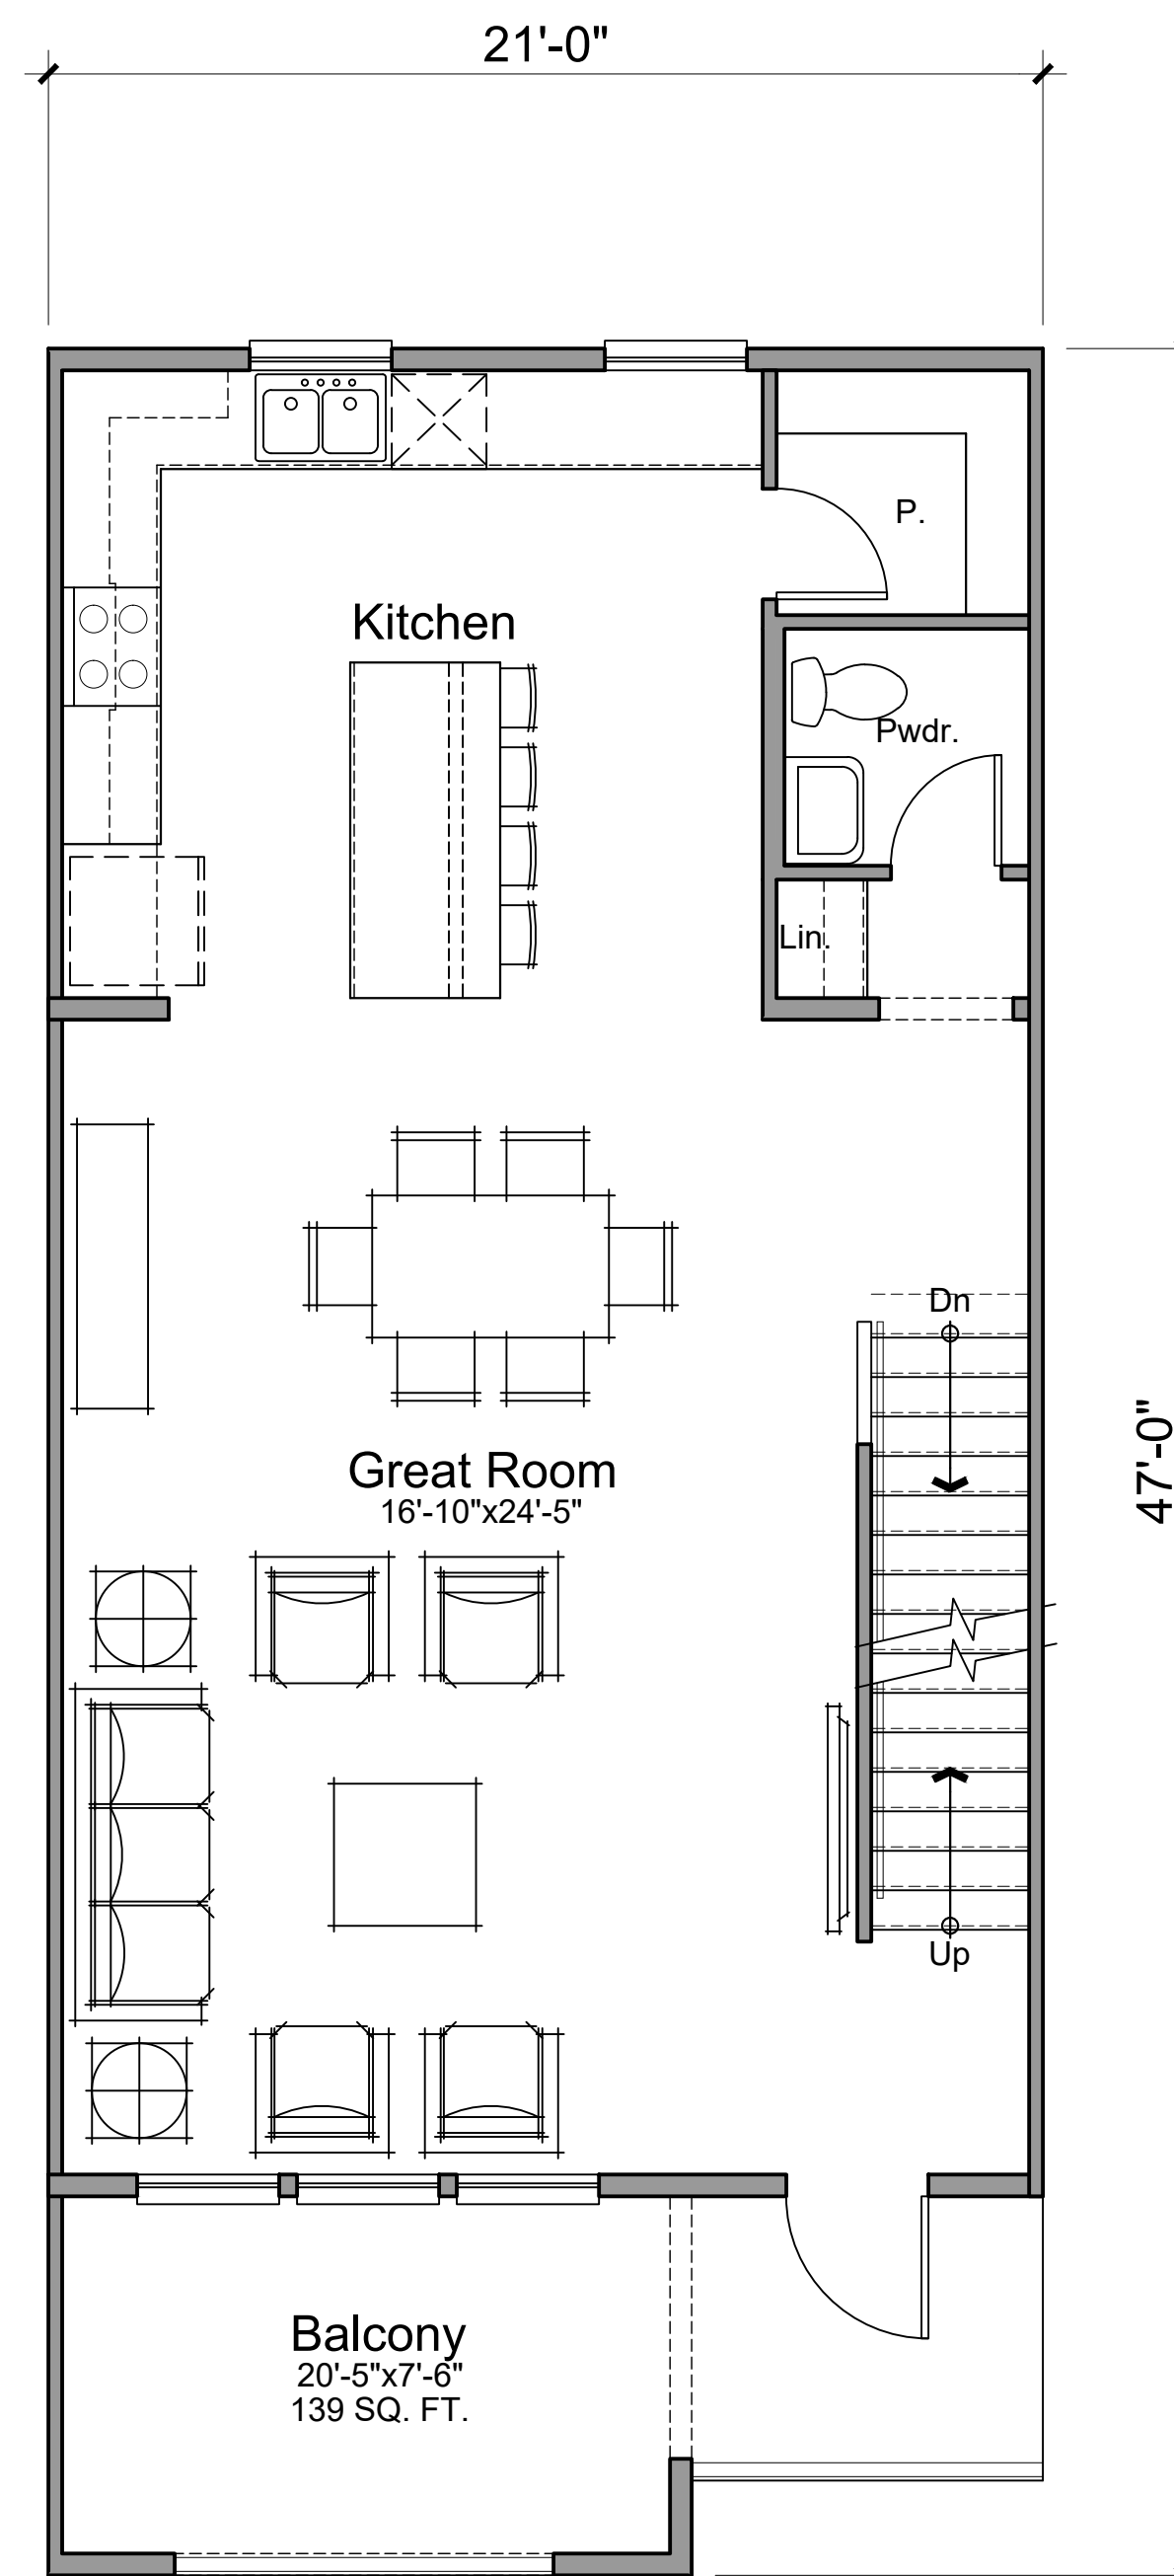 21'-0"
P.
Kitchen
Pwdr.
Lin.
Dn
47'-0"
Great Room
16'-10"x24'-5"
Up
Balcony
20'-5"x7'-6"
139 SQ. FT.